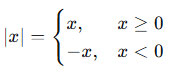 |x| = { x, x ≥ 0
−x, x < 0